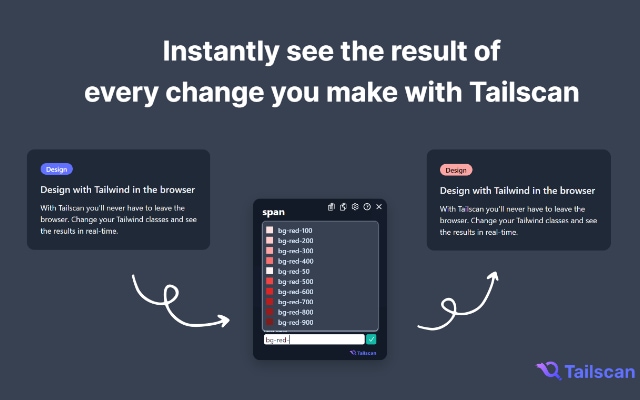 Instantly see the result of
every change you make with Tailscan
Design
Design with Tailwind in the browser
With Tailscan you'll never have to leave the
browser. Change your Tailwind classes and see
the results in real-time.
span
bg-red-100
bg-red-200
bg-red-300
bg-red-400
bg-red-50
bg-red-500
bg-red-600
bg-red-700
bg-red-800
bg-red-900
bg-red-
Tailscan
Design
Design with Tailwind in the browser
With Tailscan you'll never have to leave the
browser. Change your Tailwind classes and see
the results in real-time.
Tailscan